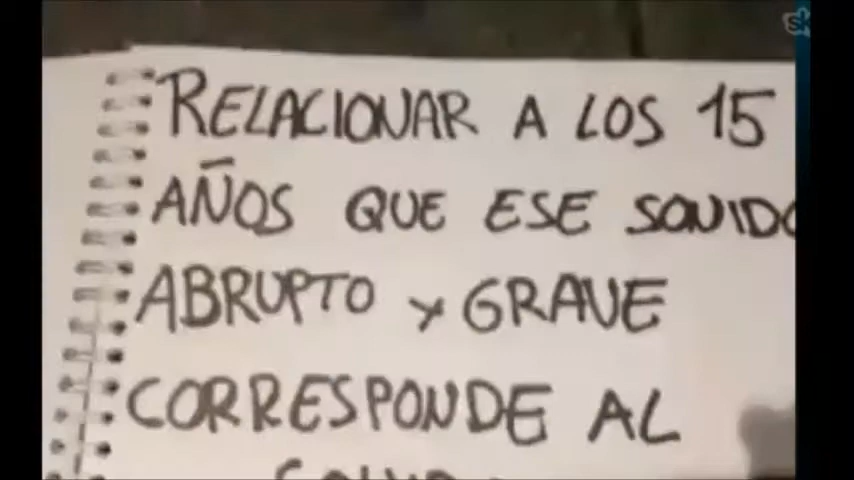 RELACIONAR A LOS 15
AÑOS QUE ESE SONIDO
ABRUPTO Y GRAVE
CORRESPONDE AL